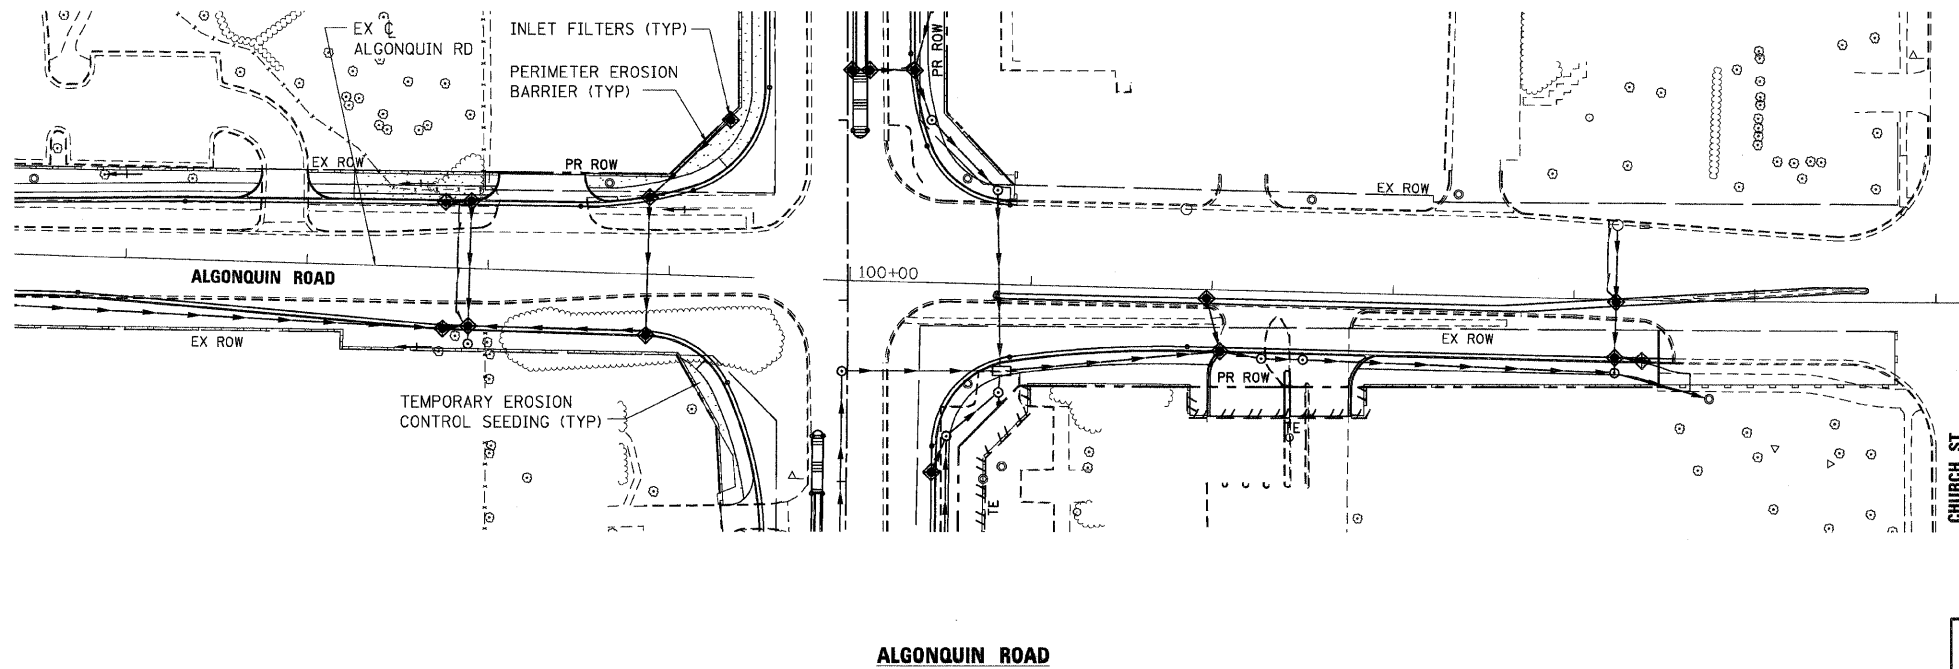 EX ℄
ALGONQUIN RD
INLET FILTERS (TYP)
PERIMETER EROSION
BARRIER (TYP)
PR ROW
EX ROW
PR ROW
EX ROW
ALGONQUIN ROAD
100+00
EX ROW
EX ROW
PR ROW
TEMPORARY EROSION
CONTROL SEEDING (TYP)
TE
TE
CHURCH ST
ALGONQUIN ROAD